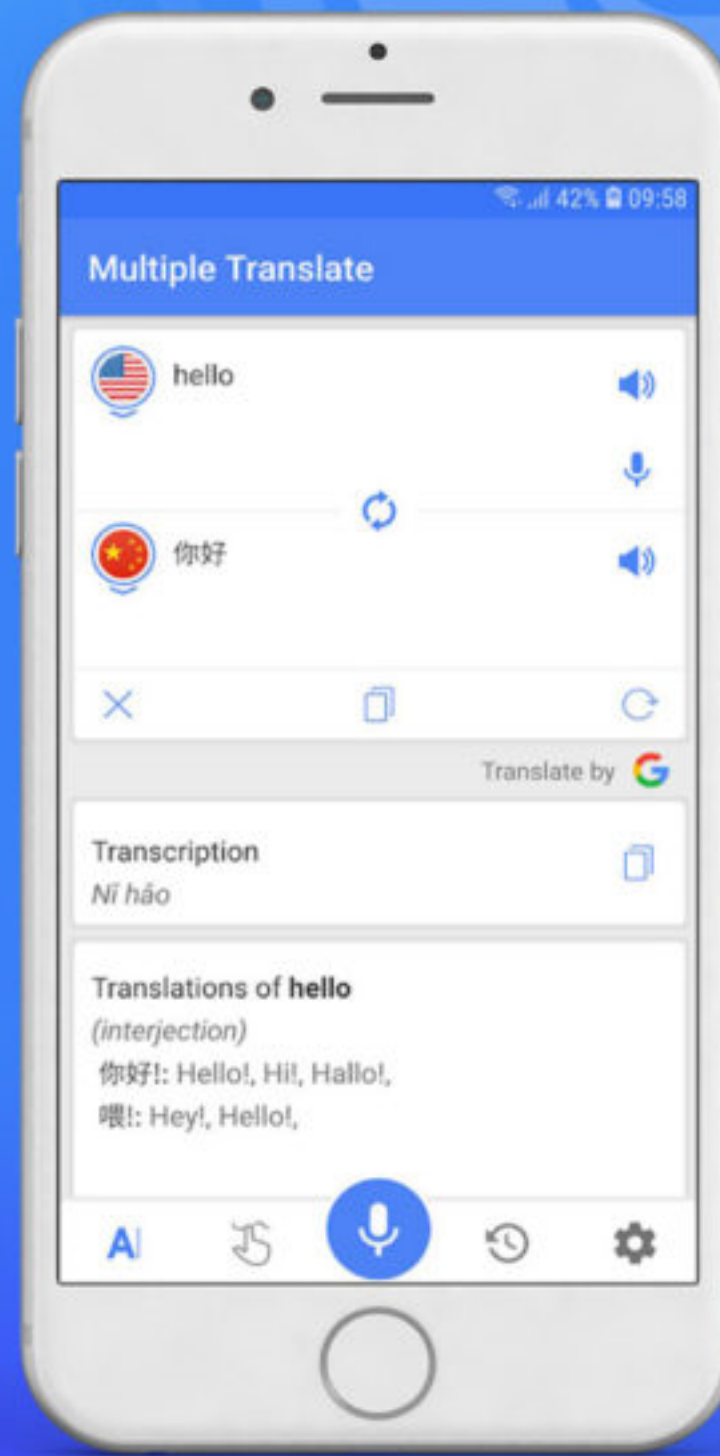 42% 09:58
Multiple Translate
hello
你好
Translate by G
Transcription
Nǐ hǎo
Translations of hello
(interjection)
你好!: Hello!, Hi!, Hallo!,
喂!: Hey!, Hello!,
A